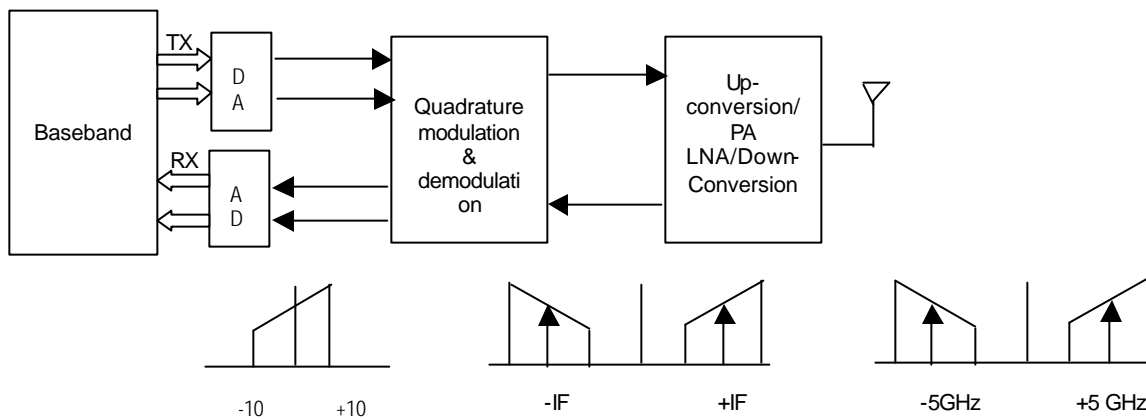 TX
D
A
Baseband
RX
A
D
Quadrature
modulation
&
demodulati
on
Up-
conversion/
PA
LNA/Down-
Conversion
-10 +10
-IF +IF
-5GHz +5 GHz